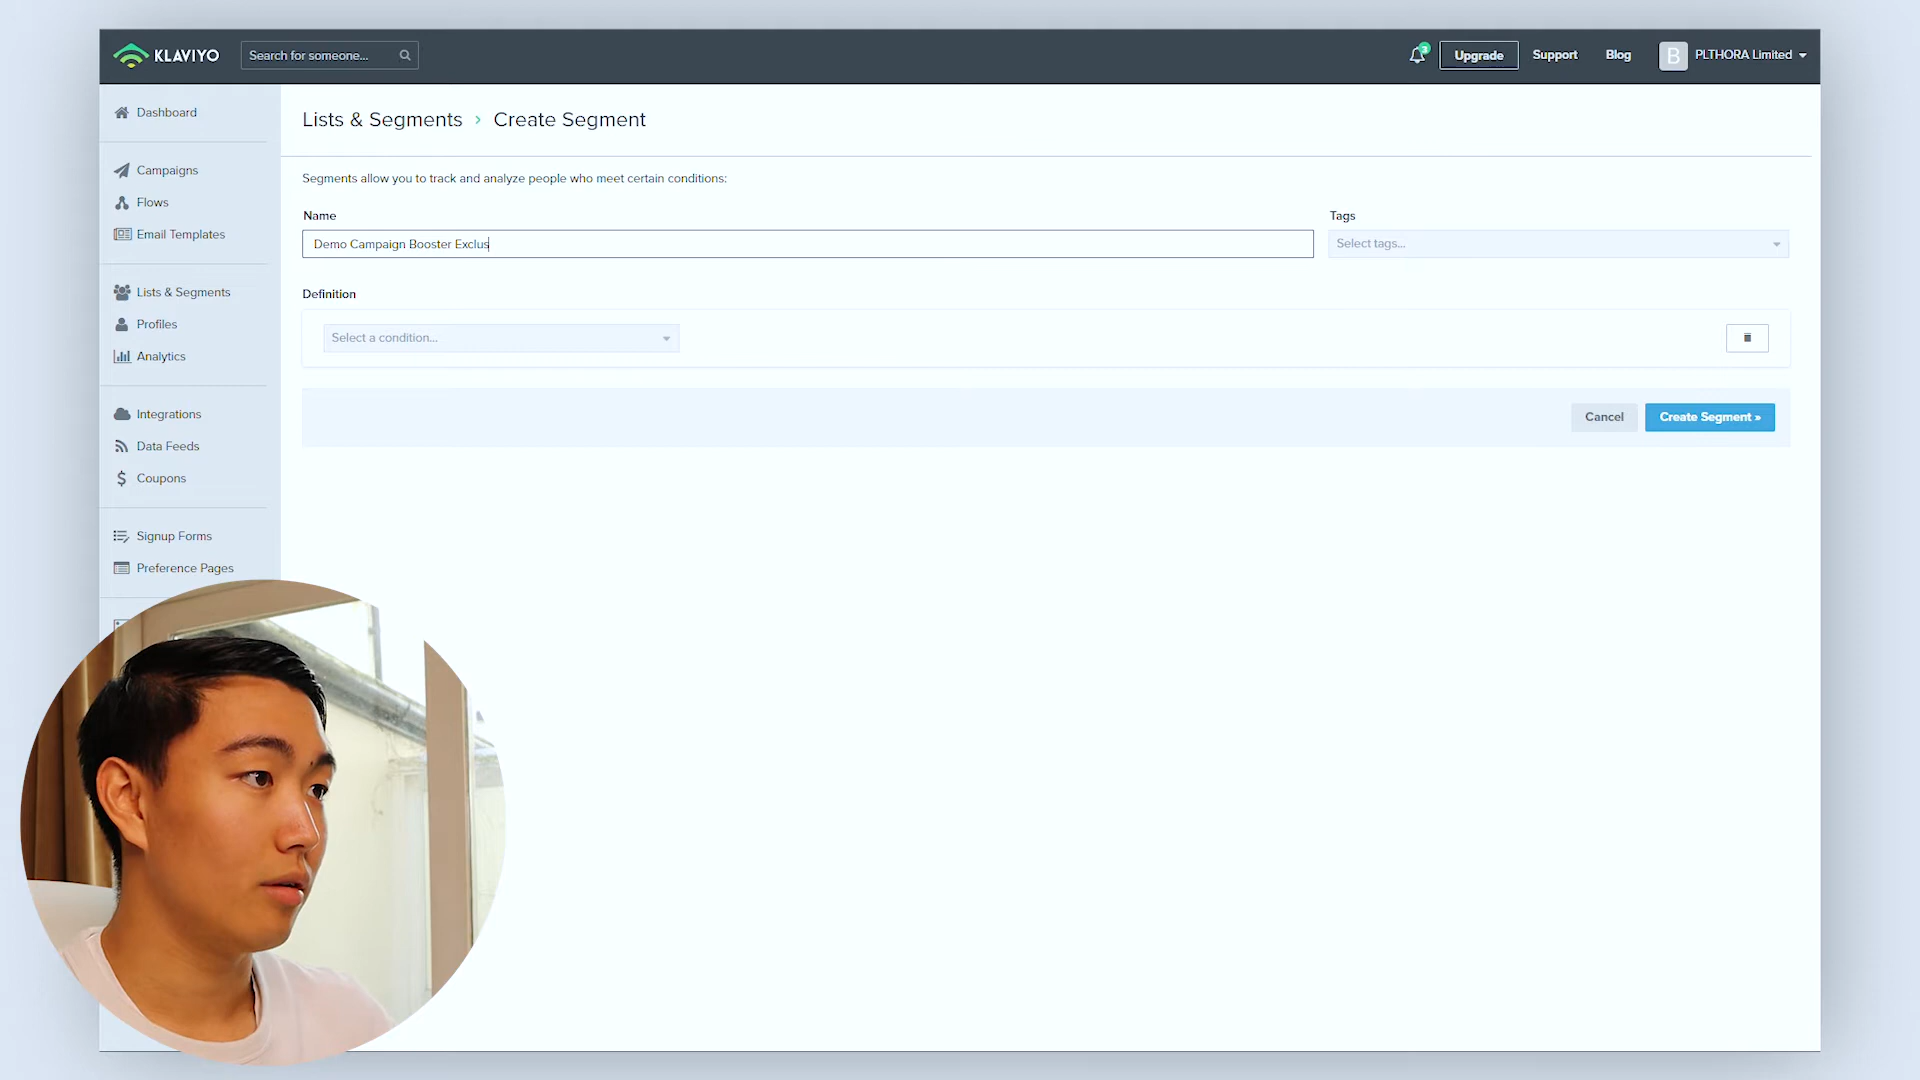 KLAVIYO
Search for someone...
3
Upgrade
Support
Blog
B
PLTHORA Limited
Dashboard
Campaigns
Flows
Email Templates
Lists & Segments
Profiles
Analytics
Integrations
Data Feeds
Coupons
Signup Forms
Preference Pages
Lists & Segments › Create Segment
Segments allow you to track and analyze people who meet certain conditions:
Name
Demo Campaign Booster Exclus
Tags
Select tags...
Definition
Select a condition...
Cancel
Create Segment »